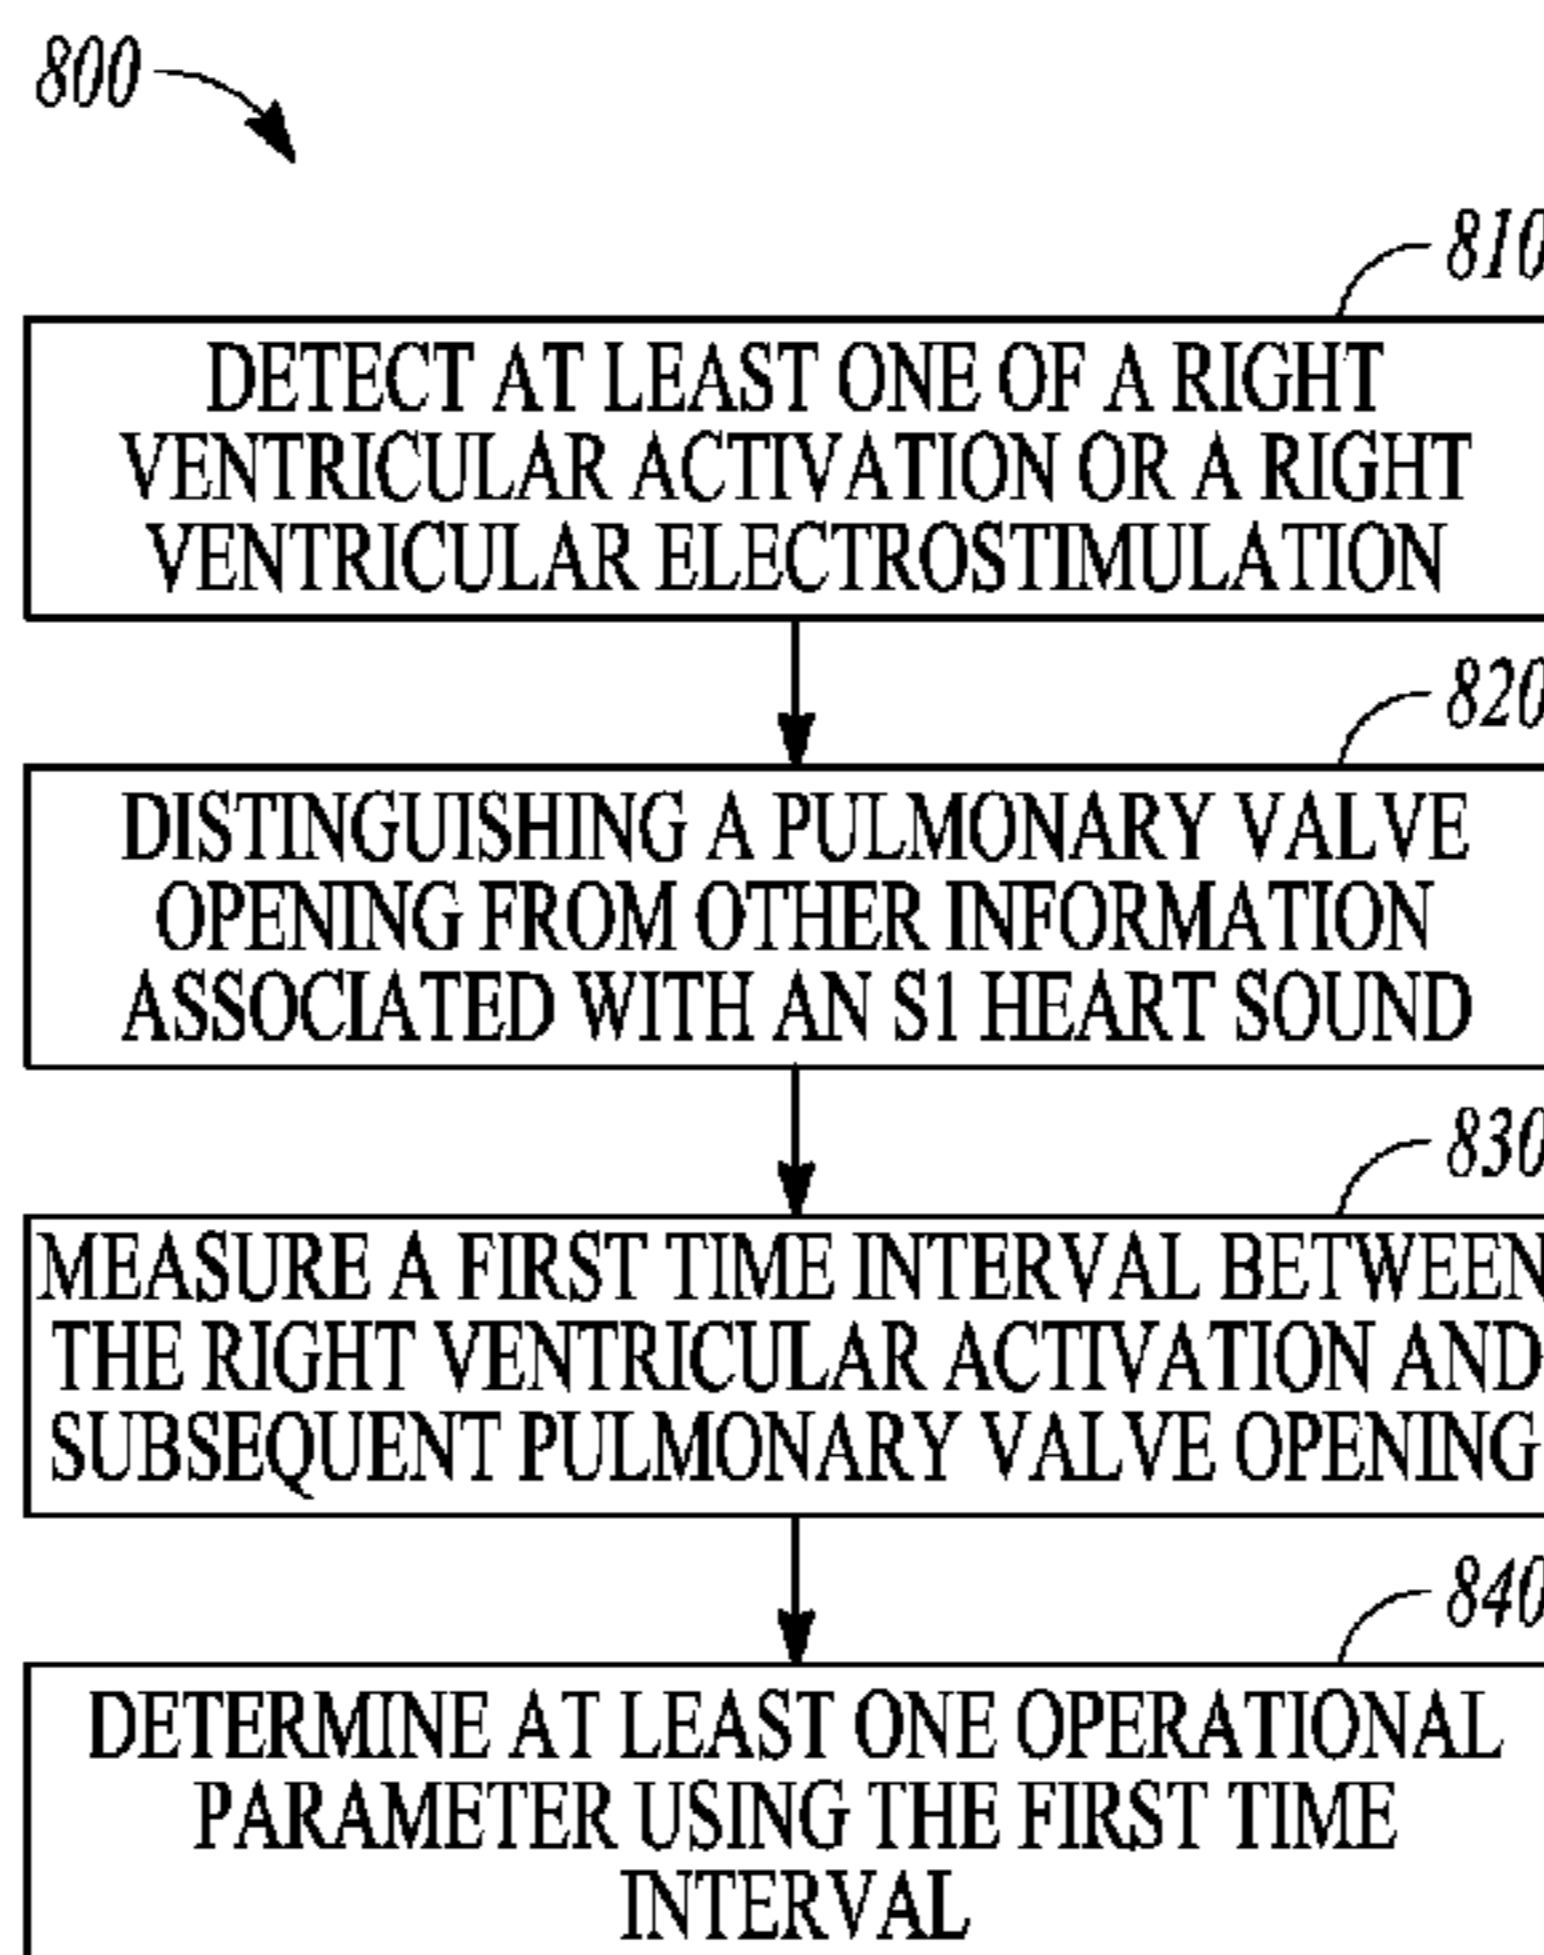 800
810
DETECT AT LEAST ONE OF A RIGHT
VENTRICULAR ACTIVATION OR A RIGHT
VENTRICULAR ELECTROSTIMULATION
820
DISTINGUISHING A PULMONARY VALVE
OPENING FROM OTHER INFORMATION
ASSOCIATED WITH AN S1 HEART SOUND
830
MEASURE A FIRST TIME INTERVAL BETWEEN
THE RIGHT VENTRICULAR ACTIVATION AND
SUBSEQUENT PULMONARY VALVE OPENING
840
DETERMINE AT LEAST ONE OPERATIONAL
PARAMETER USING THE FIRST TIME
INTERVAL